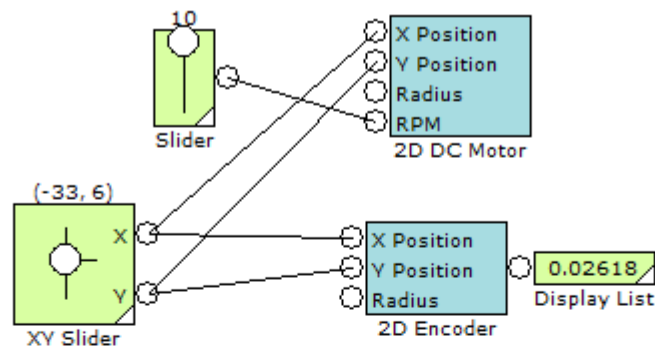 10
Slider
X Position
Y Position
Radius
RPM
2D DC Motor
(-33, 6)
X
Y
XY Slider
X Position
Y Position
Radius
2D Encoder
0.02618
Display List